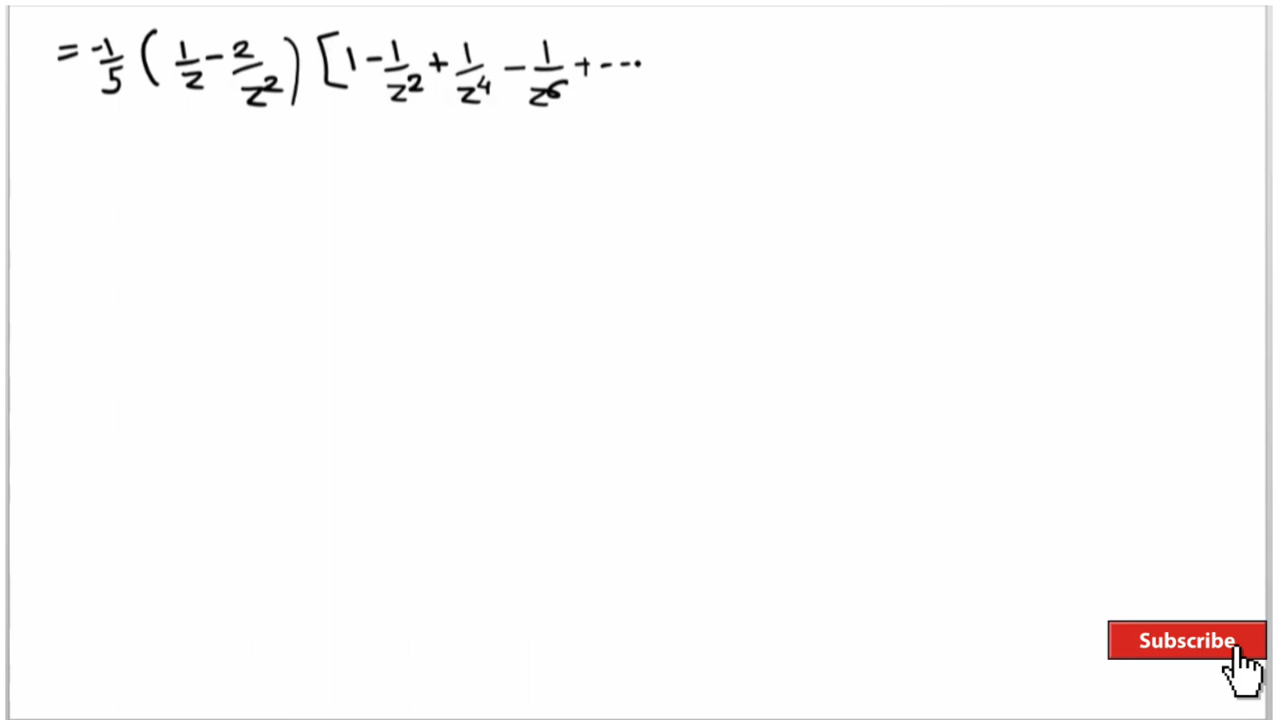 = -1/5 ( 1/z - 2/z² ) [ 1 - 1/z² + 1/z⁴ - 1/z⁶ + ---·
Subscribe